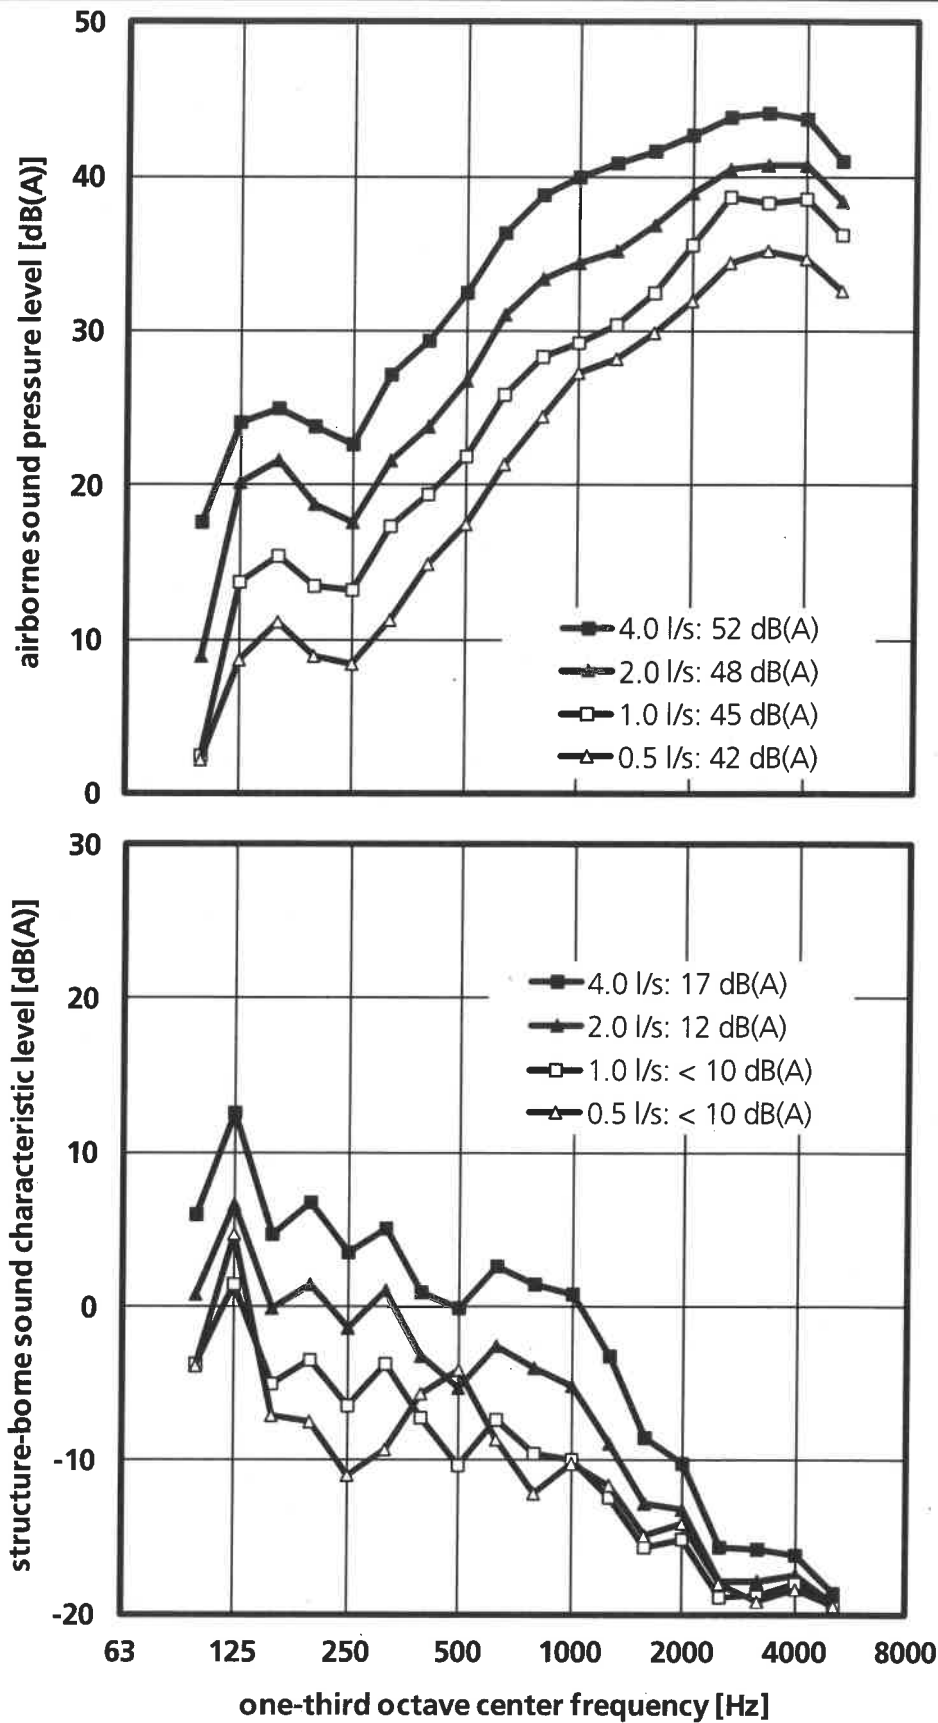 50
40
30
20
10
0
airborne sound pressure level [dB(A)]
4.0 l/s: 52 dB(A)
2.0 l/s: 48 dB(A)
1.0 l/s: 45 dB(A)
0.5 l/s: 42 dB(A)
30
20
10
0
-10
-20
structure-borne sound characteristic level [dB(A)]
4.0 l/s: 17 dB(A)
2.0 l/s: 12 dB(A)
1.0 l/s: < 10 dB(A)
0.5 l/s: < 10 dB(A)
63 125 250 500 1000 2000 4000 8000
one-third octave center frequency [Hz]